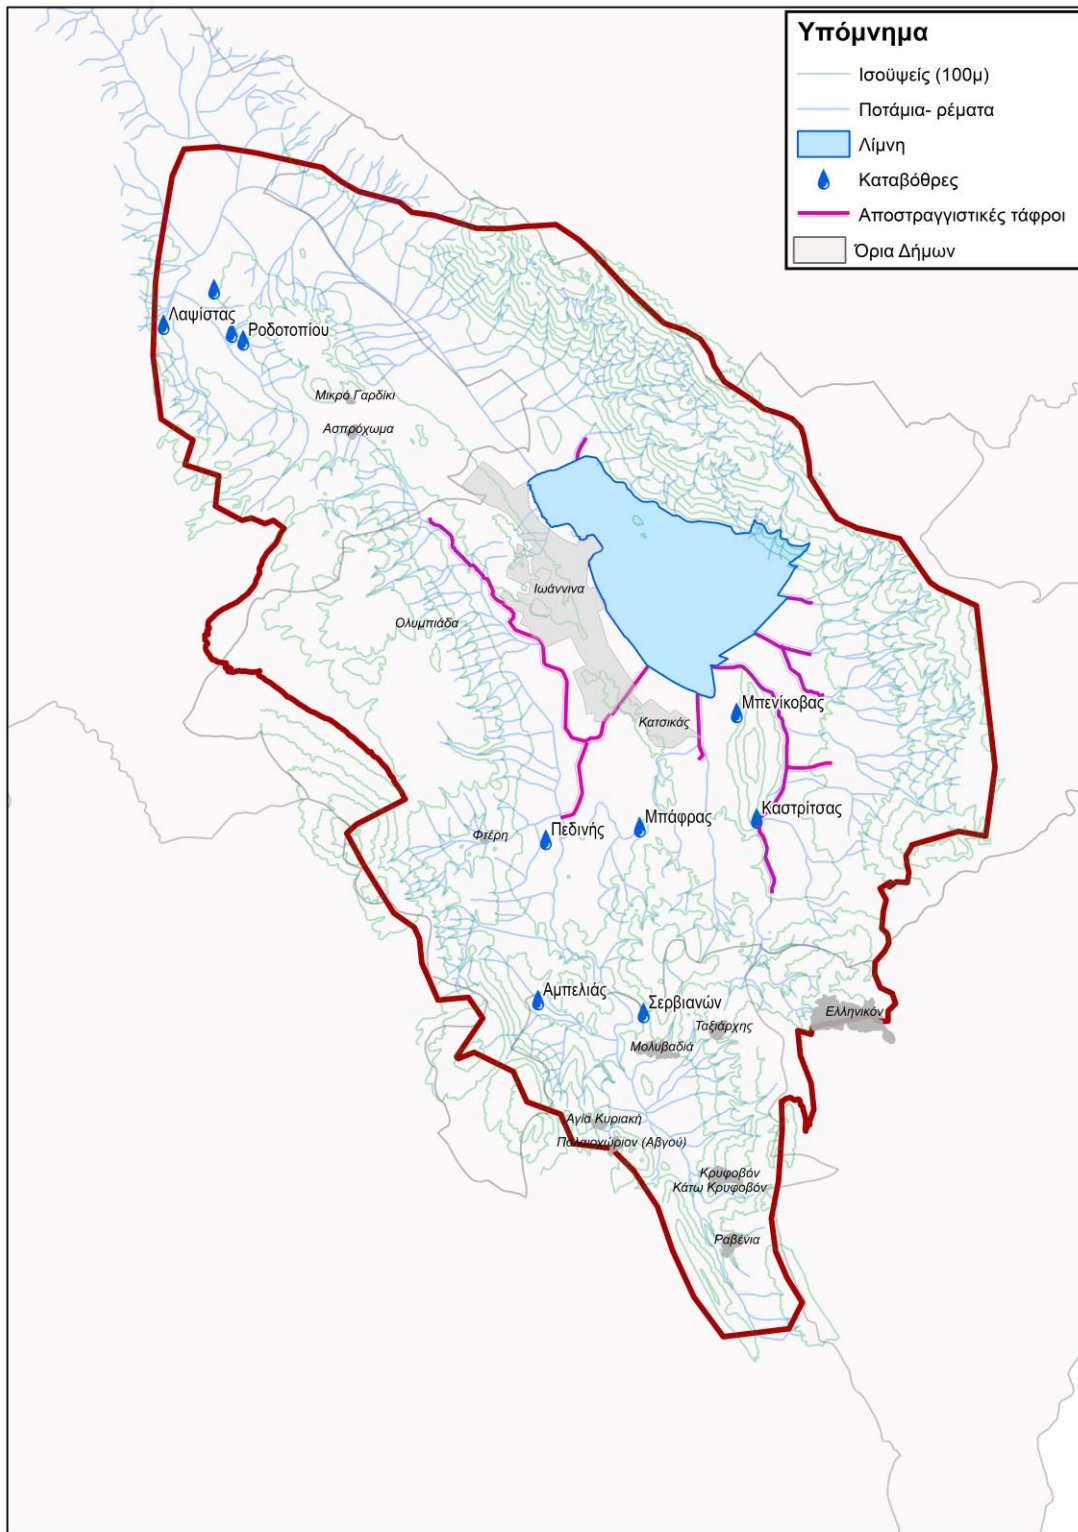 Υπόμνημα
Ισοϋψείς (100μ)
Ποτάμια- ρέματα
Λίμνη
Καταβόθρες
Αποστραγγιστικές τάφροι
Όρια Δήμων
Λαψίστας
Ροδοτοπίου
Μικρό Γαρδίκι
Ασπρόχωμα
Ιωάννινα
Ολυμπιάδα
Μπενίκοβας
Κατσικάς
Καστρίτσας
Μπάφρας
Πεδινής
Φτέρη
Αμπελιάς
Σερβιανών
Ελληνικόν
Ταξιάρχης
Μολυβαδιά
Αγία Κυριακή
Παλαιοχώριον (Αβγού)
Κρυφοβόν
Κάτω Κρυφοβόν
Ραβένια